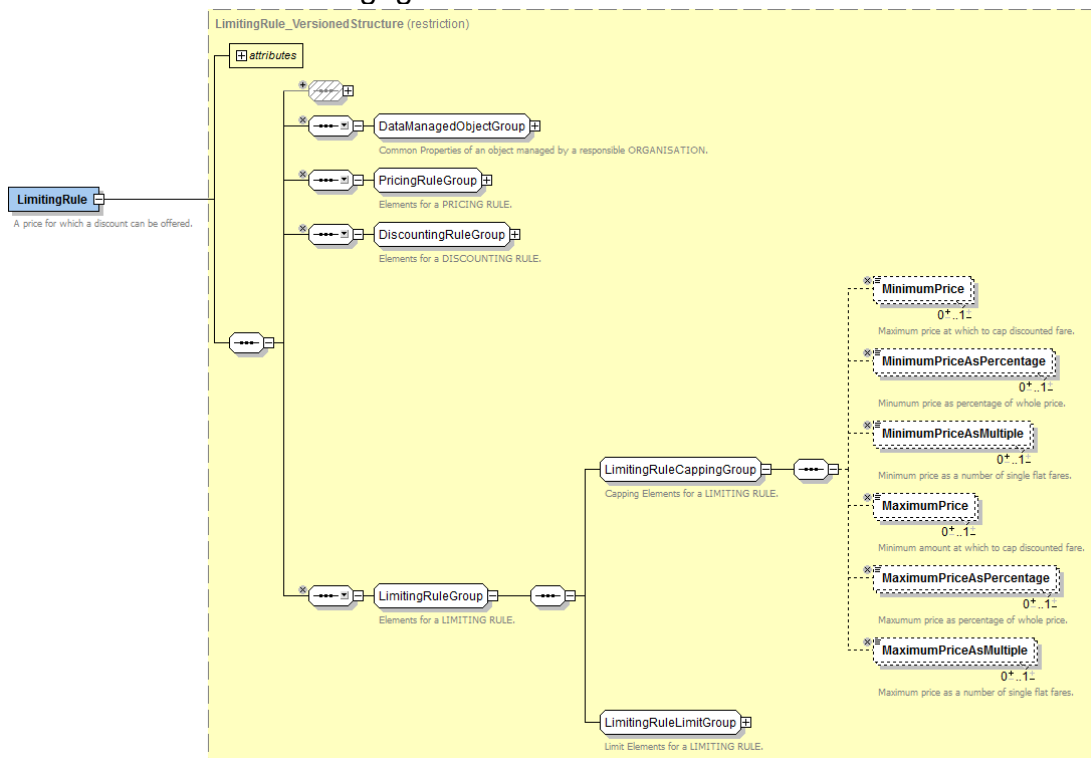 LimitingRule_VersionedStructure (restriction)
attributes
DataManagedObjectGroup
Common Properties of an object managed by a responsible ORGANISATION.
PricingRuleGroup
Elements for a PRICING RULE.
LimitingRule
A price for which a discount can be offered.
DiscountingRuleGroup
Elements for a DISCOUNTING RULE.
MinimumPrice
0+..1±
Maximum price at which to cap discounted fare.
MinimumPriceAsPercentage
0+..1±
Minumum price as percentage of whole price.
MinimumPriceAsMultiple
0±..1±
Minimum price as a number of single flat fares.
LimitingRuleCappingGroup
Capping Elements for a LIMITING RULE.
MaximumPrice
0±..1±
Minimum amount at which to cap discounted fare.
LimitingRuleGroup
Elements for a LIMITING RULE.
MaximumPriceAsPercentage
0±..1±
Maxumum price as percentage of whole price.
MaximumPriceAsMultiple
0±..1±
Maximum price as a number of single flat fares.
LimitingRuleLimitGroup
Limit Elements for a LIMITING RULE.